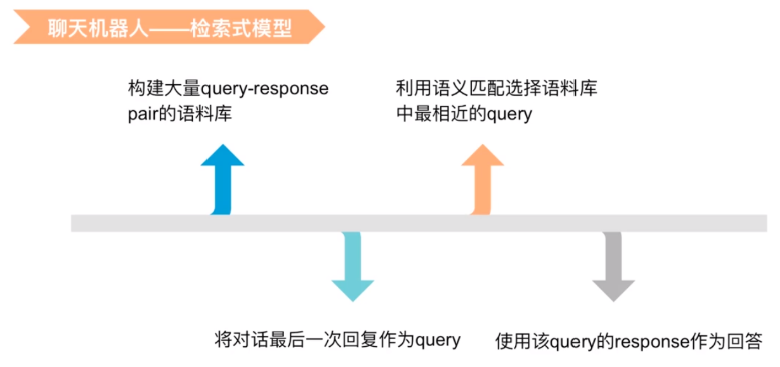 聊天机器人——检索式模型
构建大量query-response
pair的语料库
利用语义匹配选择语料库
中最相近的query
将对话最后一次回复作为query
使用该query的response作为回答